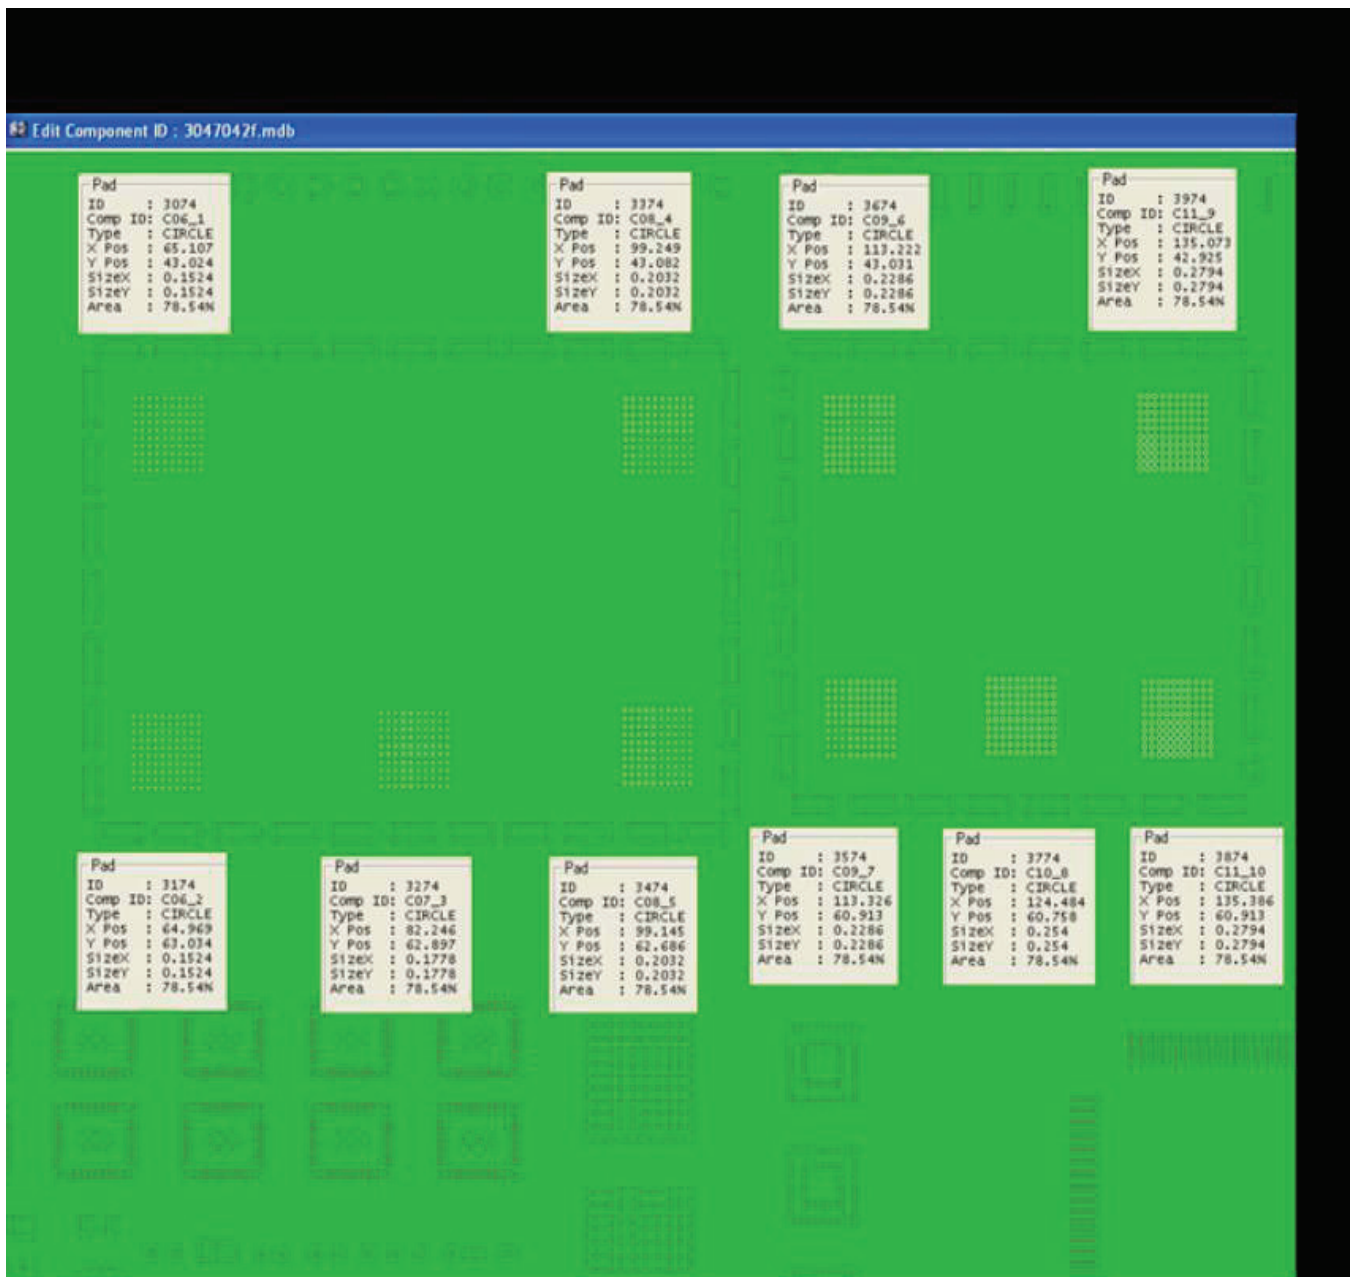 Edit Component ID : 3047042f.mdb
Pad
ID : 3074
Comp ID: C06_1
Type : CIRCLE
X Pos : 65.107
Y Pos : 43.024
SizeX : 0.1524
SizeY : 0.1524
Area : 78.54%
Pad
ID : 3374
Comp ID: C08_4
Type : CIRCLE
X Pos : 99.249
Y Pos : 43.082
SizeX : 0.2032
SizeY : 0.2032
Area : 78.54%
Pad
ID : 3674
Comp ID: C09_6
Type : CIRCLE
X Pos : 113.222
Y Pos : 43.031
SizeX : 0.2286
SizeY : 0.2286
Area : 78.54%
Pad
ID : 3974
Comp ID: C11_9
Type : CIRCLE
X Pos : 135.073
Y Pos : 42.925
SizeX : 0.2794
SizeY : 0.2794
Area : 78.54%
Pad
ID : 3174
Comp ID: C06_2
Type : CIRCLE
X Pos : 64.969
Y Pos : 63.034
SizeX : 0.1524
SizeY : 0.1524
Area : 78.54%
Pad
ID : 3274
Comp ID: C07_3
Type : CIRCLE
X Pos : 82.246
Y Pos : 62.897
SizeX : 0.1778
SizeY : 0.1778
Area : 78.54%
Pad
ID : 3474
Comp ID: C08_5
Type : CIRCLE
X Pos : 99.145
Y Pos : 62.686
SizeX : 0.2032
SizeY : 0.2032
Area : 78.54%
Pad
ID : 3574
Comp ID: C09_7
Type : CIRCLE
X Pos : 113.326
Y Pos : 60.913
SizeX : 0.2286
SizeY : 0.2286
Area : 78.54%
Pad
ID : 3774
Comp ID: C10_8
Type : CIRCLE
X Pos : 124.484
Y Pos : 60.758
SizeX : 0.254
SizeY : 0.254
Area : 78.54%
Pad
ID : 3874
Comp ID: C11_10
Type : CIRCLE
X Pos : 135.386
Y Pos : 60.913
SizeX : 0.2794
SizeY : 0.2794
Area : 78.54%